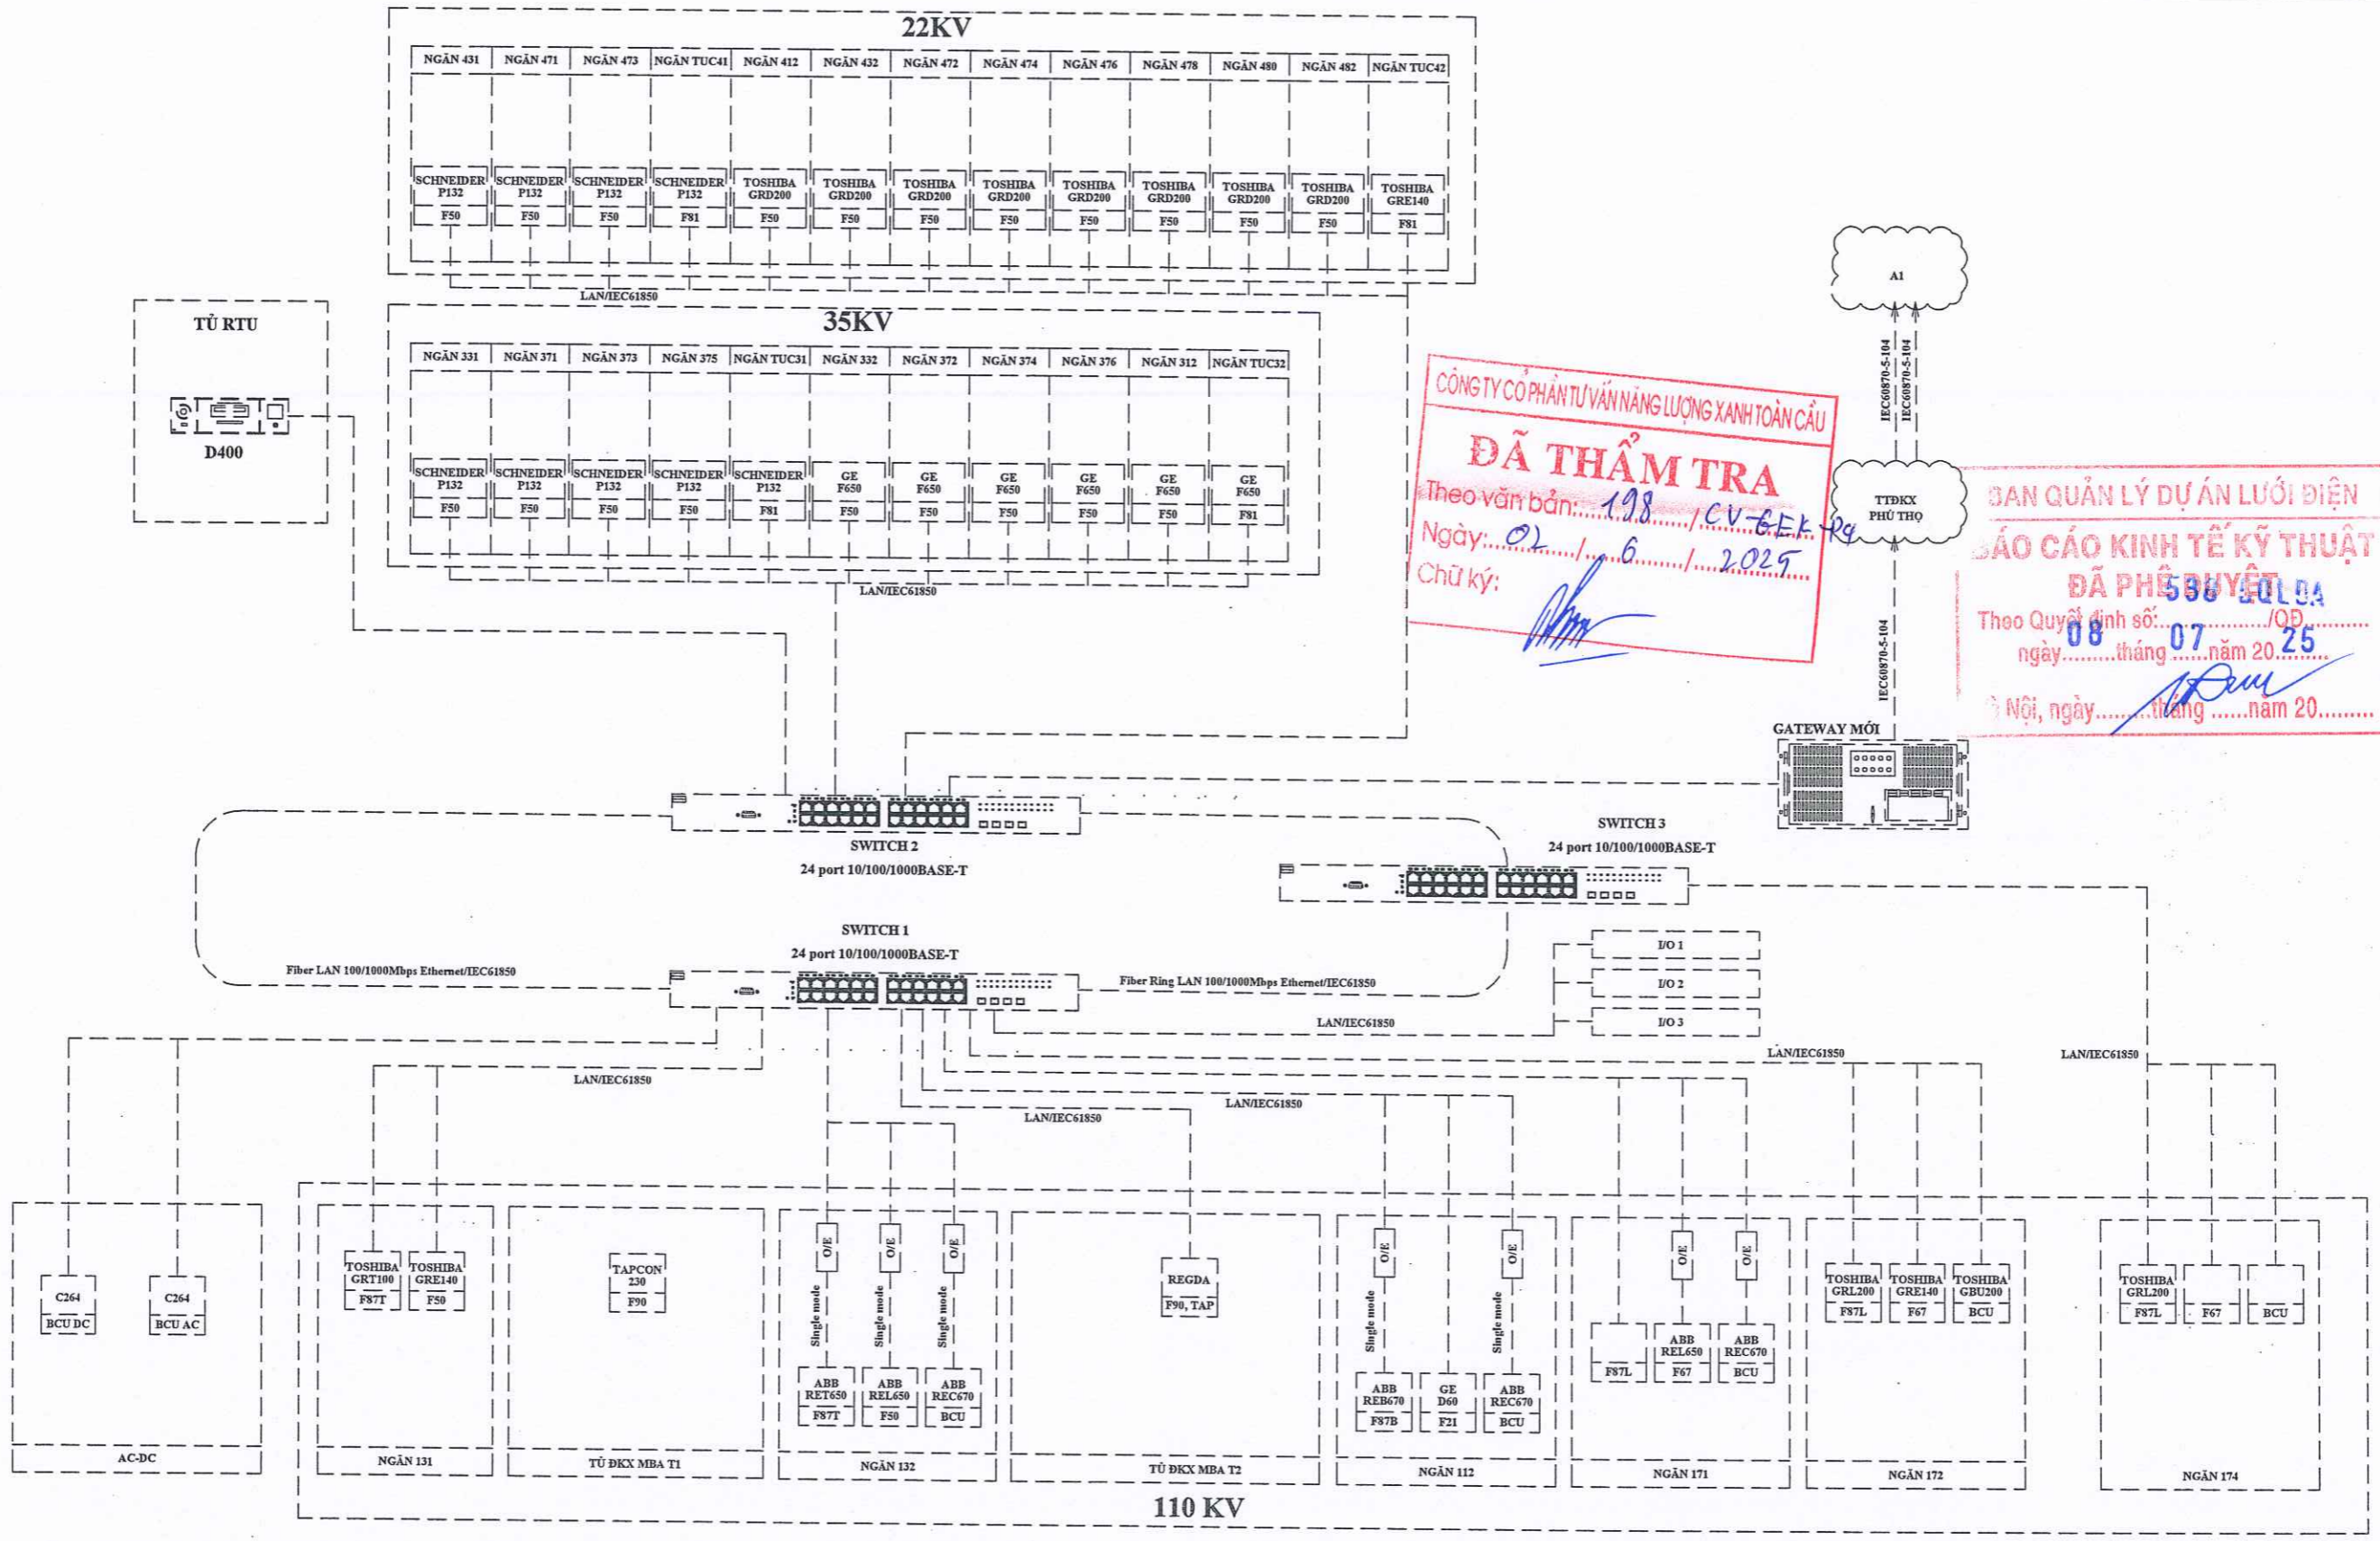 22KV
NGĂN 431 NGĂN 471 NGĂN 473 NGĂN TUC41 NGĂN 412 NGĂN 432 NGĂN 472 NGĂN 474 NGĂN 476 NGĂN 478 NGĂN 480 NGĂN 482 NGĂN TUC42
SCHNEIDER SCHNEIDER SCHNEIDER SCHNEIDER TOSHIBA TOSHIBA TOSHIBA TOSHIBA TOSHIBA TOSHIBA TOSHIBA TOSHIBA TOSHIBA
P132 P132 P132 P132 GRD200 GRD200 GRD200 GRD200 GRD200 GRD200 GRD200 GRD200 GRE140
F50 F50 F50 F81 F50 F50 F50 F50 F50 F50 F50 F50 F81
LAN/IEC61850
TỦ RTU
D400
35KV
NGĂN 331 NGĂN 371 NGĂN 373 NGĂN 375 NGĂN TUC31 NGĂN 332 NGĂN 372 NGĂN 374 NGĂN 376 NGĂN 312 NGĂN TUC32
SCHNEIDER SCHNEIDER SCHNEIDER SCHNEIDER SCHNEIDER GE GE GE GE GE GE
P132 P132 P132 P132 P132 F650 F650 F650 F650 F650 F650
F50 F50 F50 F50 F81 F50 F50 F50 F50 F50 F81
LAN/IEC61850
A1
IEC60870-5-104
IEC60870-5-104
TTĐKX
PHÚ THỌ
IEC60870-5-104
GATEWAY MỚI
CÔNG TY CỔ PHẦN TƯ VẤN NĂNG LƯỢNG XANH TOÀN CẦU
ĐÃ THẨM TRA
Theo văn bản: 198 / CV-GEK-
Ngày: 02 / 6 / 2025
Chữ ký:
BAN QUẢN LÝ DỰ ÁN LƯỚI ĐIỆN
BÁO CÁO KINH TẾ KỸ THUẬT
ĐÃ PHÊ DUYỆT
Theo Quyết định số: /QĐ
ngày 08 tháng 07 năm 20 25
Nội, ngày.........tháng ......năm 20.........
SWITCH 2
24 port 10/100/1000BASE-T
SWITCH 3
24 port 10/100/1000BASE-T
SWITCH 1
24 port 10/100/1000BASE-T
Fiber LAN 100/1000Mbps Ethernet/IEC61850
Fiber Ring LAN 100/1000Mbps Ethernet/IEC61850
I/O 1
I/O 2
I/O 3
LAN/IEC61850
LAN/IEC61850
LAN/IEC61850
LAN/IEC61850
LAN/IEC61850
LAN/IEC61850
C264
BCU DC
C264
BCU AC
AC-DC
TOSHIBA
GRT100
F87T
TOSHIBA
GRE140
F50
NGĂN 131
TAPCON
230
F90
TỦ ĐKX MBA T1
O/E
O/E
O/E
Single mode
Single mode
Single mode
ABB
RET650
F87T
ABB
REL650
F50
ABB
REC670
BCU
NGĂN 132
REGDA
F90, TAP
TỦ ĐKX MBA T2
O/E
O/E
Single mode
Single mode
ABB
REB670
F87B
GE
D60
F21
ABB
REC670
BCU
NGĂN 112
O/E
O/E
F87L
ABB
REL650
F67
ABB
REC670
BCU
NGĂN 171
TOSHIBA
GRL200
F87L
TOSHIBA
GRE140
F67
TOSHIBA
GBU200
BCU
NGĂN 172
TOSHIBA
GRL200
F87L
F67
BCU
NGĂN 174
110 KV